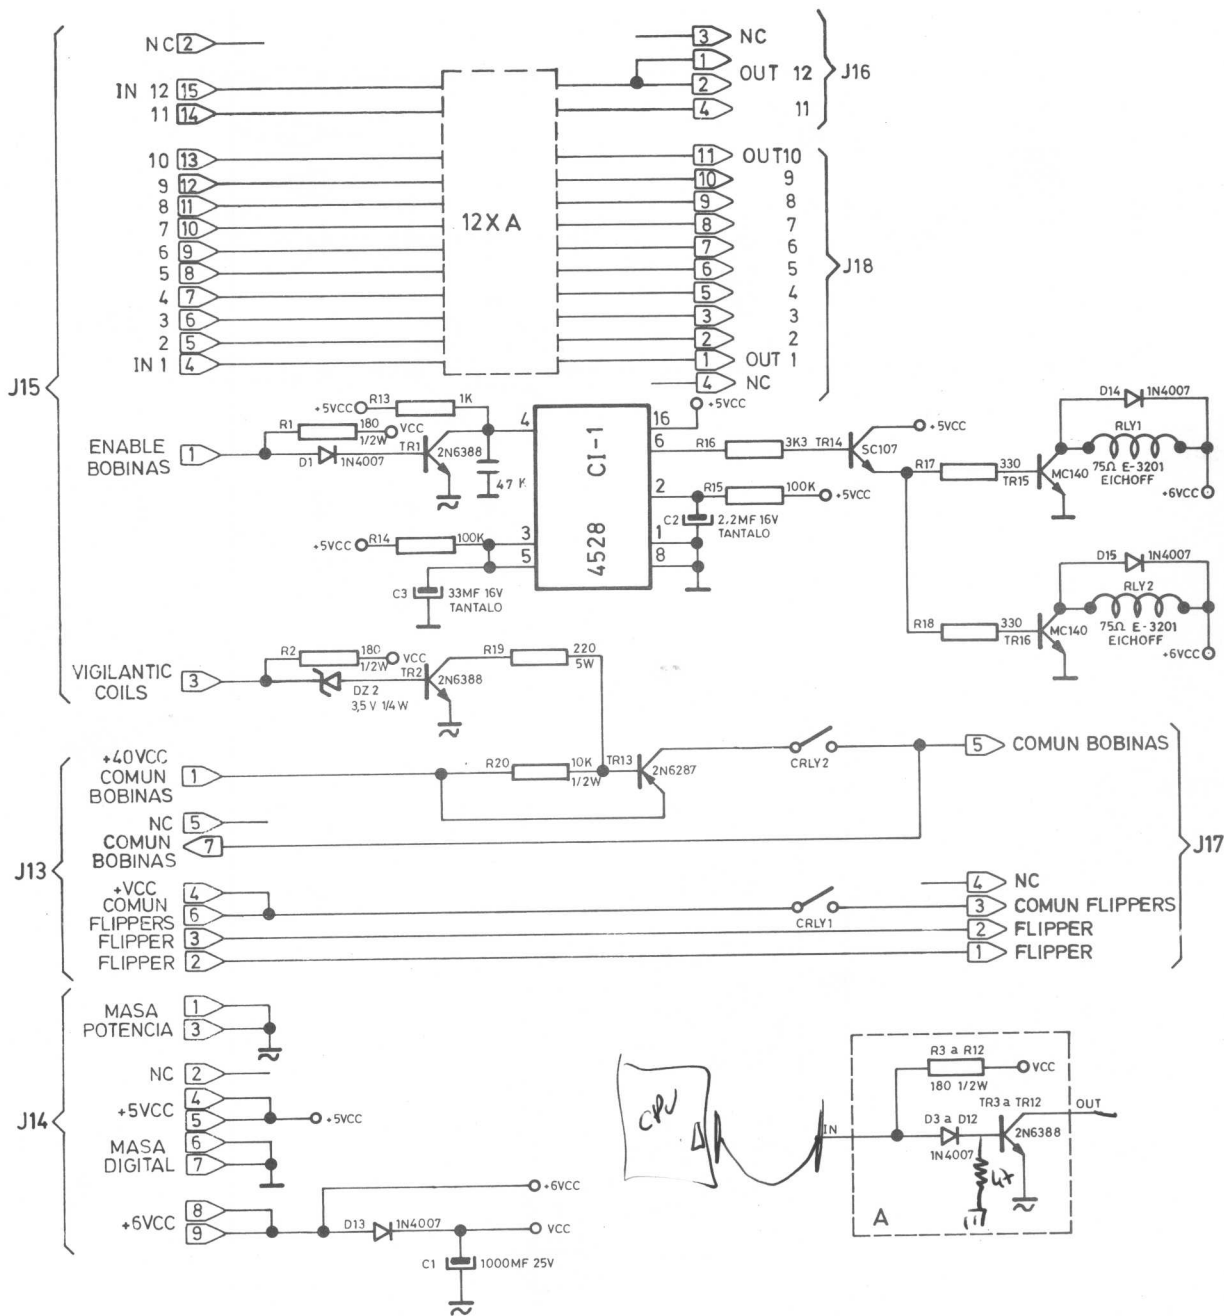 NC 2
3 NC
1
IN 12 15
OUT 12
2
J16
11 14
4 11
10 13
11 OUT10
9 12
10 9
8 11
9 8
7 10
12XA
8 7
6 9
7 6
J18
5 8
6 5
4 7
5 4
3 6
3 3
2 5
2 2
IN 1 4
1 OUT 1
4 NC
J15
+5VCC
R13
1K
+5VCC
R1
180
1/2W
VCC
TR1
2N6388
4
16
6
CI-1
4528
R16
3K3
TR14
SC107
+5VCC
ENABLE
BOBINAS
1
D1
1N4007
47 K
D14
1N4007
RLY1
75Ω E-3201
EICHOFF
R17
330
TR15
MC140
+6VCC
2
R15
100K
+5VCC
C2
2,2MF 16V
TANTALO
+5VCC
R14
100K
3
5
1
8
C3
33MF 16V
TANTALO
D15
1N4007
RLY2
75Ω E-3201
EICHOFF
R18
330
TR16
MC140
+6VCC
R2
180
1/2W
VCC
TR2
2N6388
R19
220
5W
VIGILANTIC
COILS
3
DZ 2
3,5 V 1/4 W
+40VCC
COMUN
BOBINAS
1
R20
10K
1/2W
TR13
2N6287
CRLY2
5 COMUN BOBINAS
NC 5
COMUN
BOBINAS
7
J13
J17
+VCC
COMUN
FLIPPERS
4
6
CRLY1
4 NC
3 COMUN FLIPPERS
FLIPPER 3
2 FLIPPER
FLIPPER 2
1 FLIPPER
MASA
POTENCIA
1
3
NC 2
J14
+5VCC
4
5
+5VCC
MASA
DIGITAL
6
7
+6VCC
8
9
+6VCC
D13
1N4007
VCC
C1
1000MF 25V
CPU
IN
R3 a R12
180 1/2W
VCC
TR3 a TR12
2N6388
OUT
D3 a D12
1N4007
A